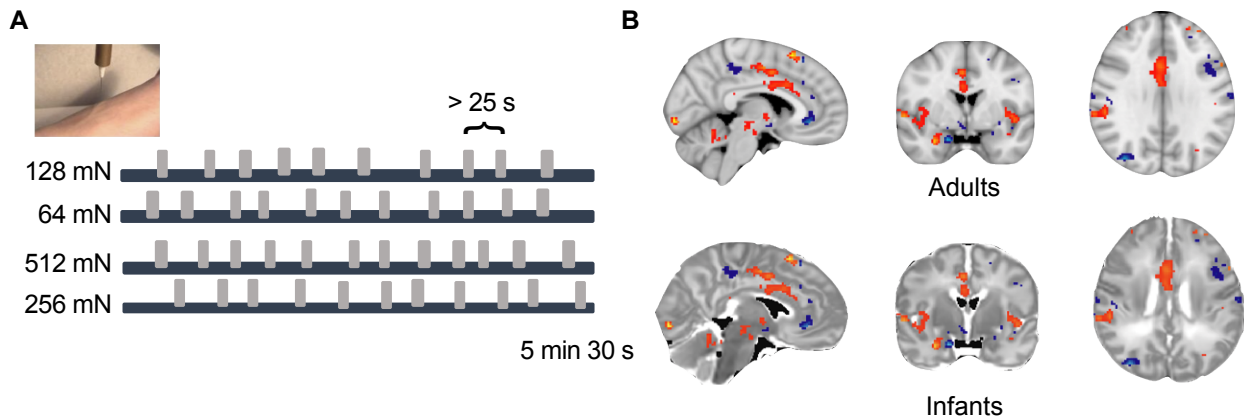 A
B
> 25 s
128 mN
64 mN
512 mN
256 mN
5 min 30 s
Adults
Infants